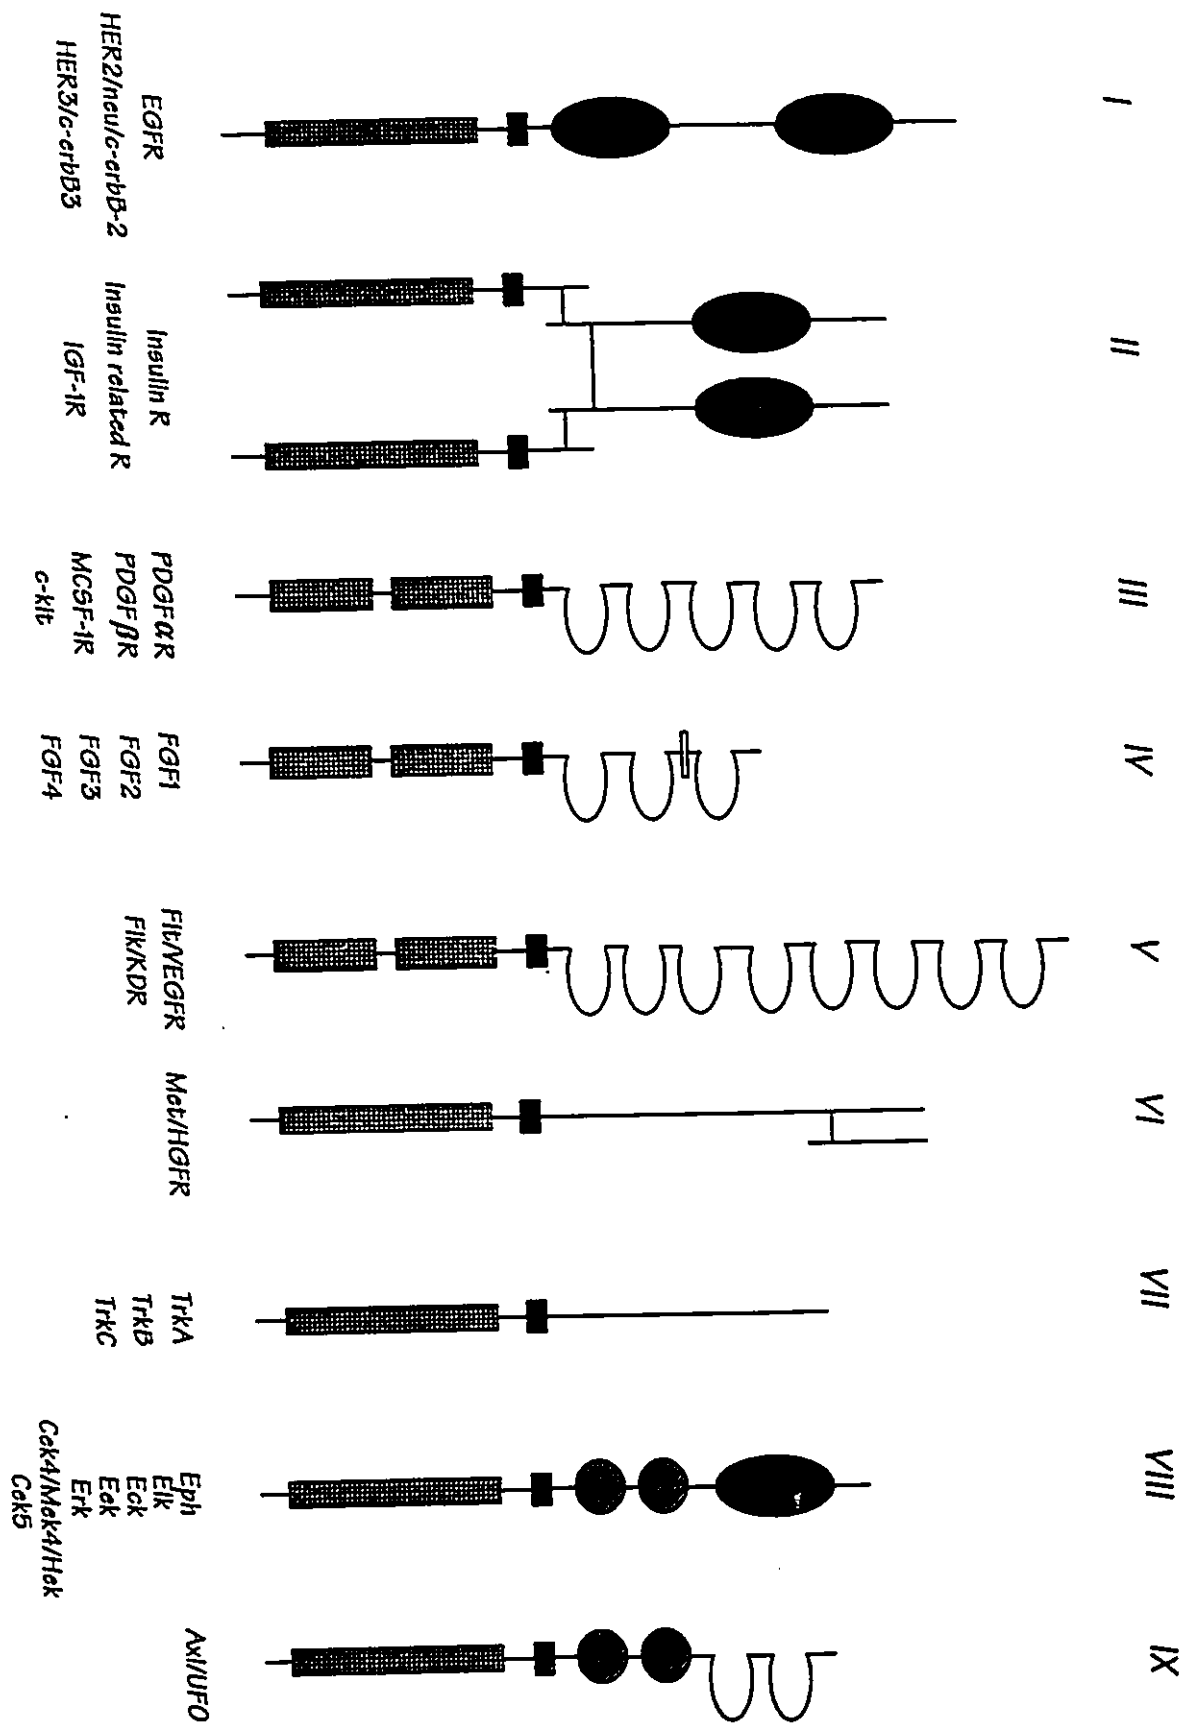 I
EGFR
HER2/neu/c-erbB-2
HER3/c-erbB3
II
Insulin R
Insulin related R
IGF-1R
III
PDGFαR
PDGFβR
MCSF-1R
c-kit
IV
FGF1
FGF2
FGF3
FGF4
V
Flt/VEGFR
Flk/KDR
VI
Met/HGFR
VII
TrkA
TrkB
TrkC
VIII
Eph
Elk
Eck
Eek
Erk
Cek4/Mek4/Hek
Cek5
IX
Axl/UFO